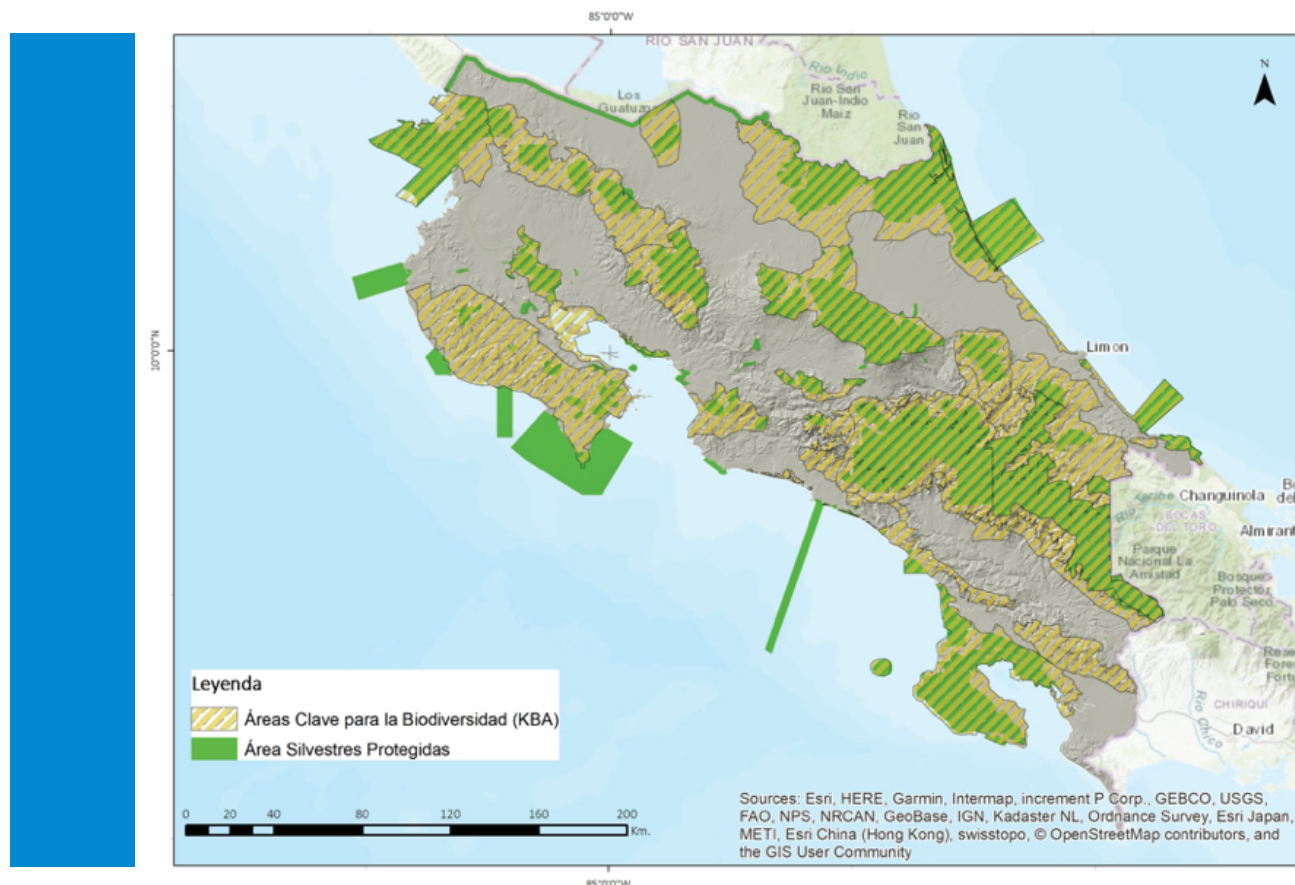 85°0'0"W
RIO SAN JUAN
Río Indio
Los
Guatuzos
Rio San
Juan-Indio
Maiz
Rio
San
Juan
N
10°0'0"N
Limon
Changuinola
BOCAS
DEL TORO
Almirant
Parque
Nacional La
Amistad
Bosque
Protector
Palo Seco
CHIRIQUI
Río Chico
David
Leyenda
Áreas Clave para la Biodiversidad (KBA)
Área Silvestres Protegidas
0 20 40 80 120 160 200
Km.
Sources: Esri, HERE, Garmin, Intermap, increment P Corp., GEBCO, USGS,
FAO, NPS, NRCAN, GeoBase, IGN, Kadaster NL, Ordnance Survey, Esri Japan,
METI, Esri China (Hong Kong), swisstopo, © OpenStreetMap contributors, and
the GIS User Community
85°0'0"W